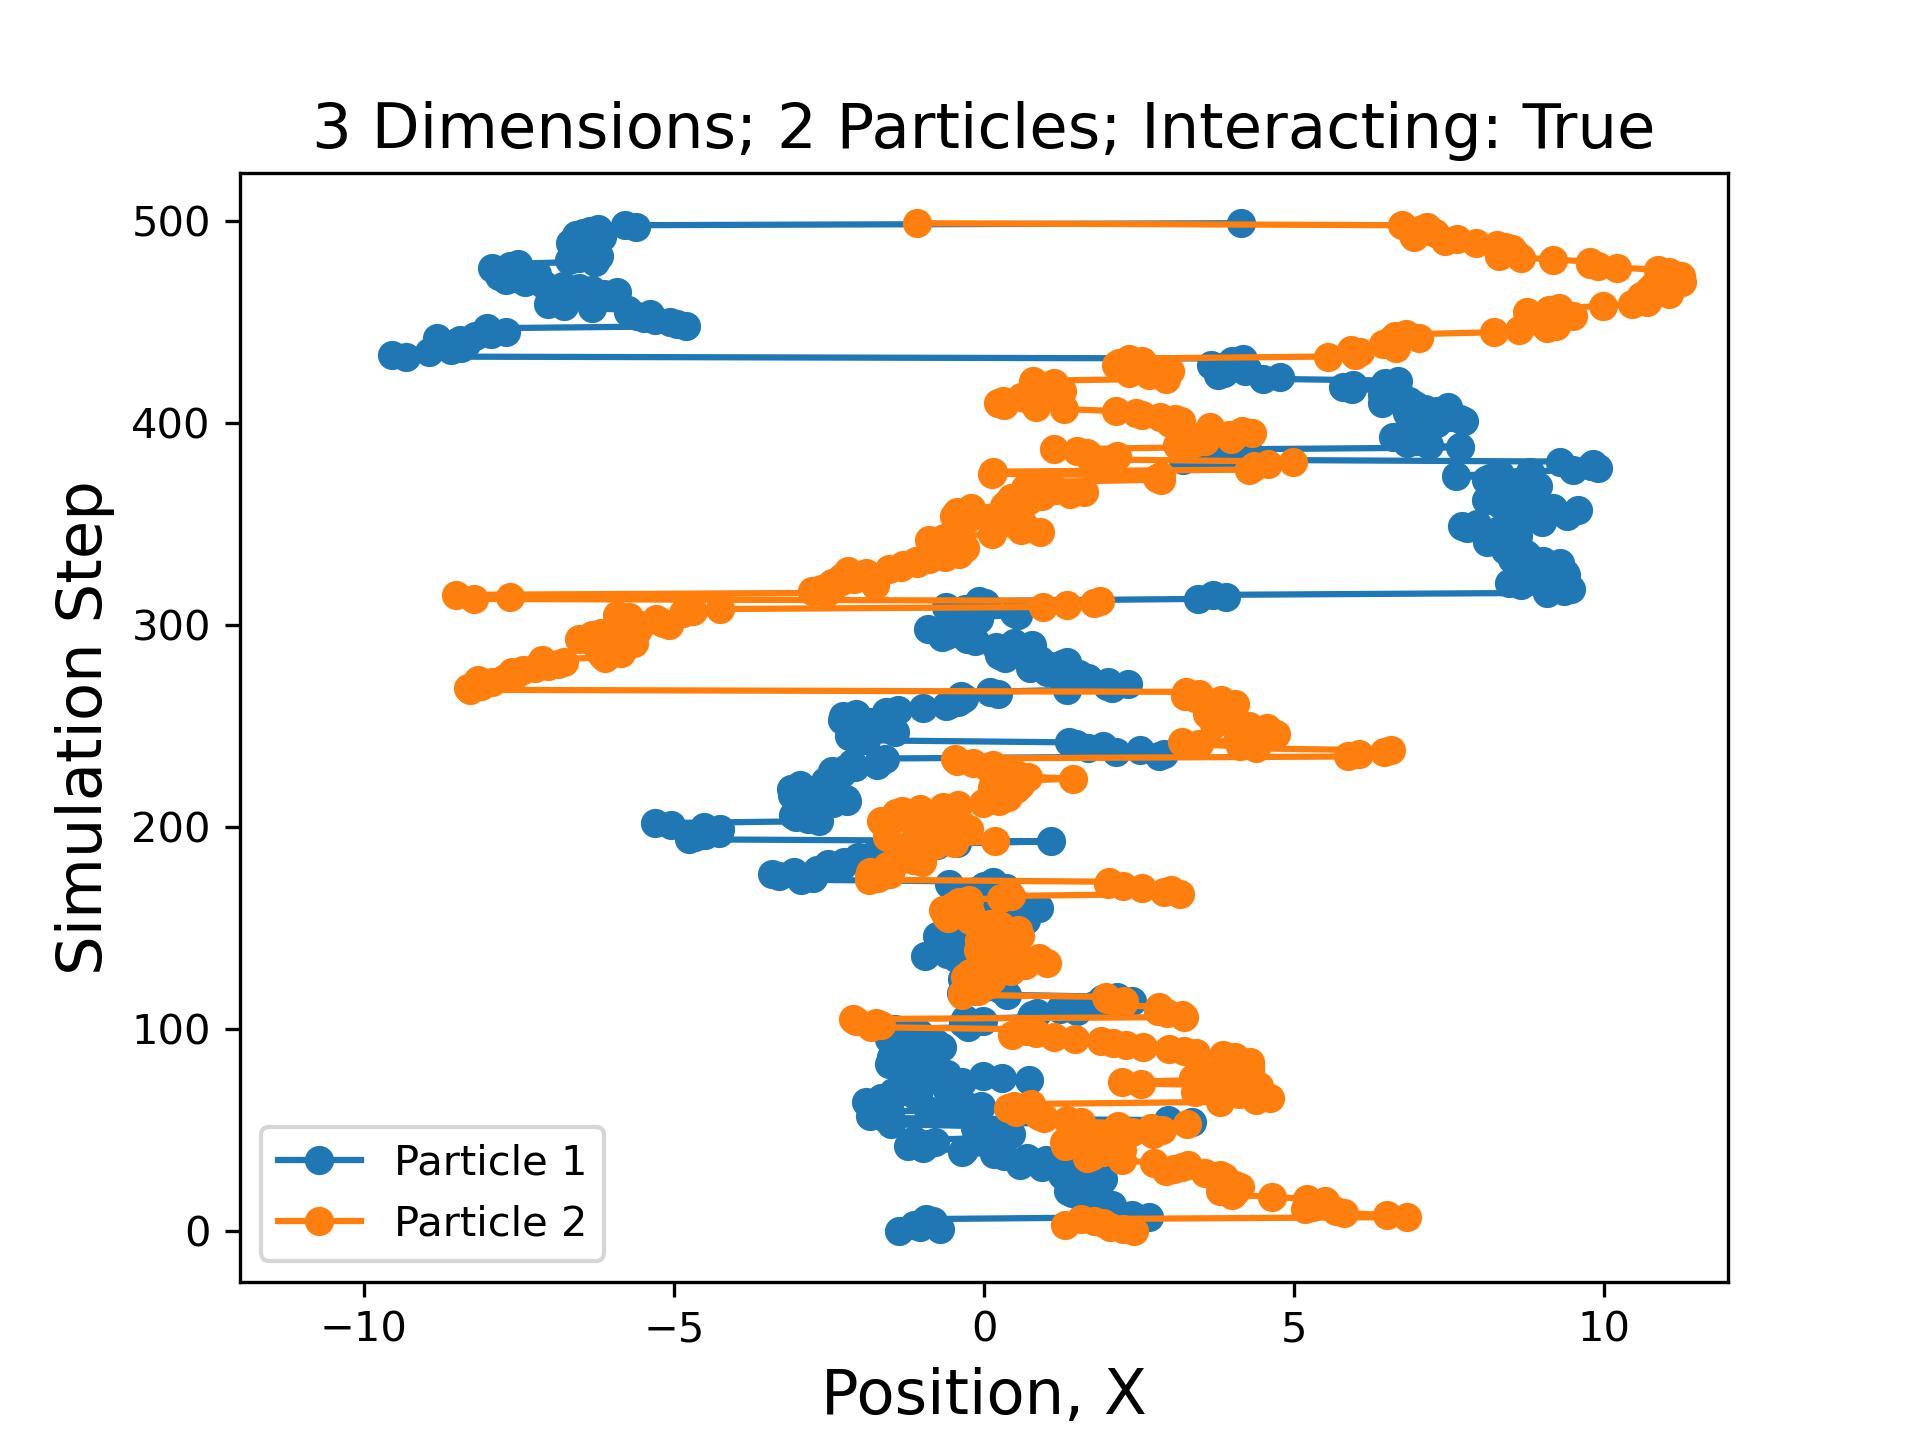 3 Dimensions; 2 Particles; Interacting: True
Simulation Step
500
400
300
200
100
0
Particle 1
Particle 2
−10
−5
0
5
10
Position, X